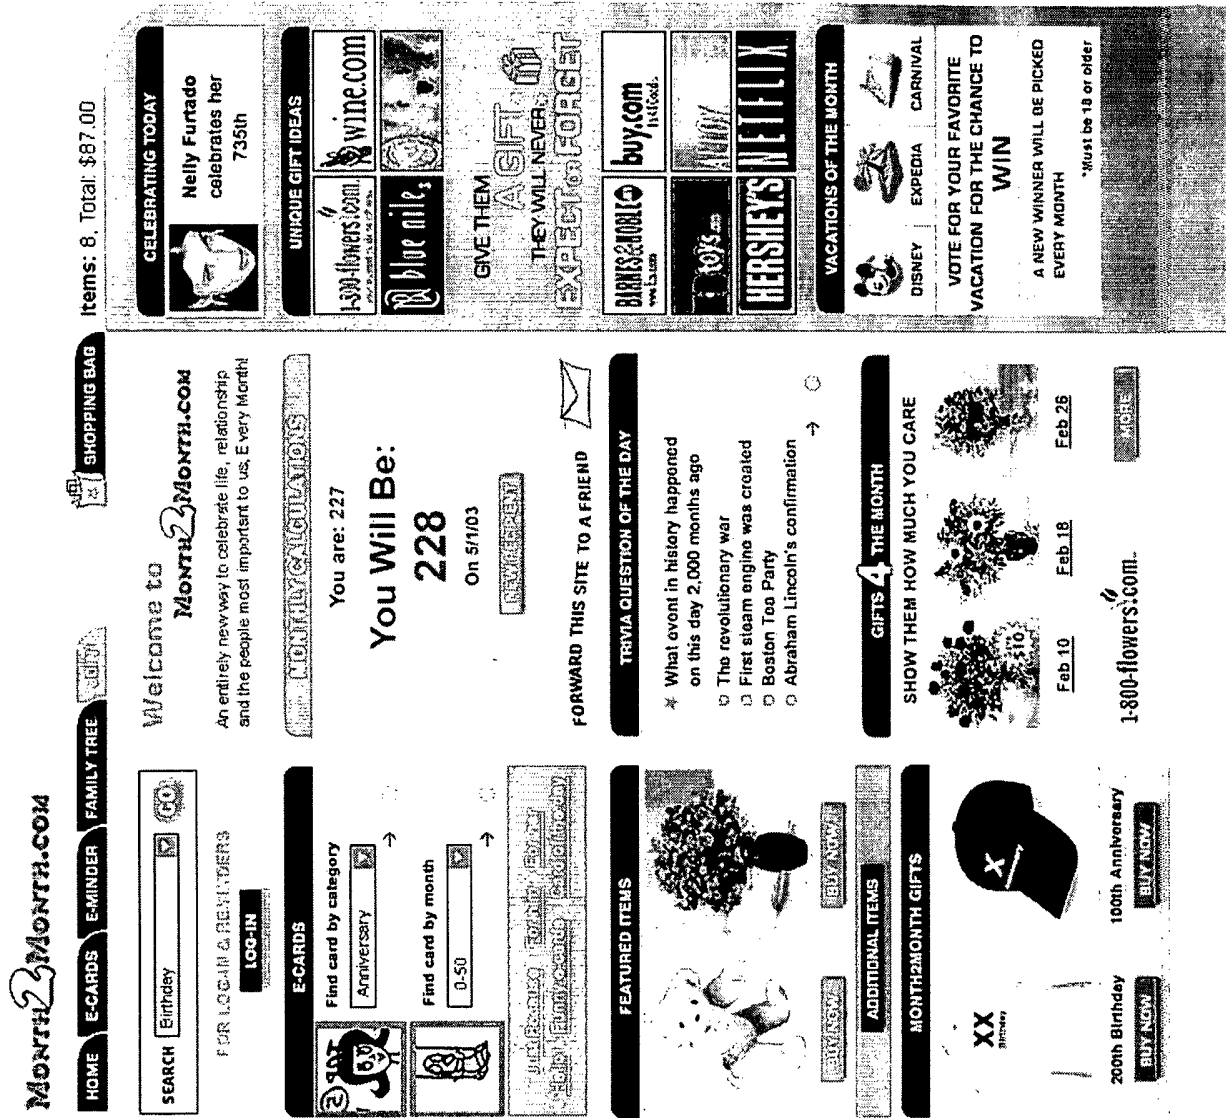 MONTH2MONTH.COM
HOME
E-CARDS
E-MINDER
FAMILY TREE
SHOPPING BAG
Items: 8, Total: $87.00
SEARCH
Birthday
GO
LOG-IN
E-CARDS
Find card by category
Anniversary
Find card by month
0-50
FEATURED ITEMS
BUY NOW!
BUY NOW!
ADDITIONAL ITEMS
MONTH2MONTH GIFTS
XX
Birthday
X
200th Birthday
100th Anniversary
BUY NOW
BUY NOW
Welcome to
MONTH2MONTH.COM
An entirely new way to celebrate life, relationship
and the people most important to us, Every Month!
MONTHLY CALCULATIONS
You are: 227
You Will Be:
228
On 5/1/03
NEW RECIPIENT
FORWARD THIS SITE TO A FRIEND
TRIVIA QUESTION OF THE DAY
What event in history happened
on this day 2,000 months ago
The revolutionary war
First steam engine was created
Boston Tea Party
Abraham Lincoln's confirmation
GIFTS 4 THE MONTH
SHOW THEM HOW MUCH YOU CARE
Feb 10
Feb 18
Feb 26
1-800-flowers.com
MORE
CELEBRATING TODAY
Nelly Furtado
celebrates her
735th
UNIQUE GIFT IDEAS
1-800-flowers.com
wine.com
blue nile
GIVE THEM
A GIFT
THEY WILL NEVER
EXPECT OR FORGET
BARNES&NOBLE
www.bn.com
buy.com
toys
HERSHEY'S
NETFLIX
VACATIONS OF THE MONTH
DISNEY
EXPEDIA
CARNIVAL
VOTE FOR YOUR FAVORITE
VACATION FOR THE CHANCE TO
WIN
A NEW WINNER WILL BE PICKED
EVERY MONTH
*Must be 18 or older